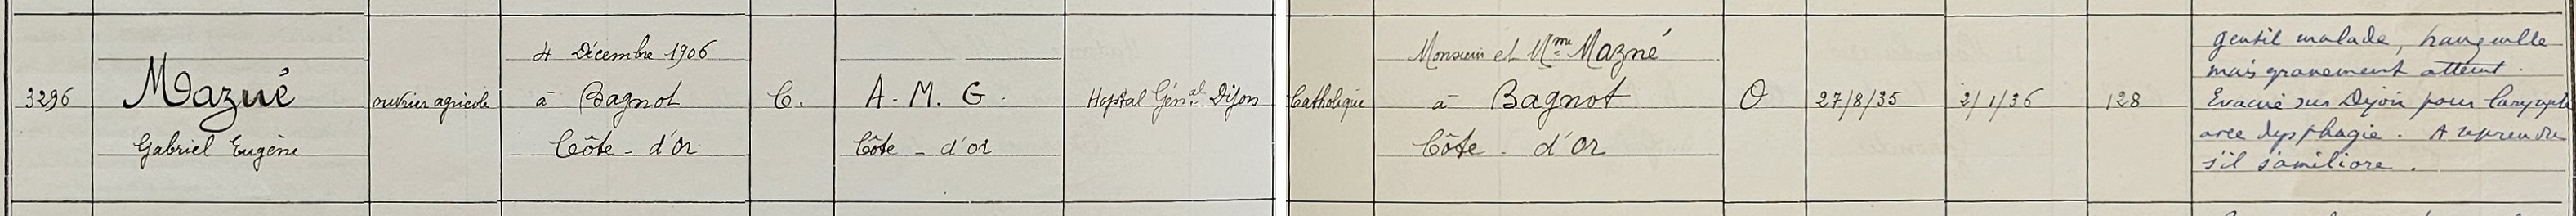 3296
Mazué
Gabriel Eugène
ouvrier agricole
4 Décembre 1906
à Bagnot
Côte - d'Or
C.
A. M. G.
Côte - d'or
Hopital Génal Dijon
Catholique
Monsieur et Mme Mazué
à Bagnot
Côte - d'Or
O
27/8/35
2/1/36
128
gentil malade, tranquille
mais gravement atteint.
Evacué sur Dijon pour laryngite
avec dysphagie. A reprendre
s'il s'améliore.